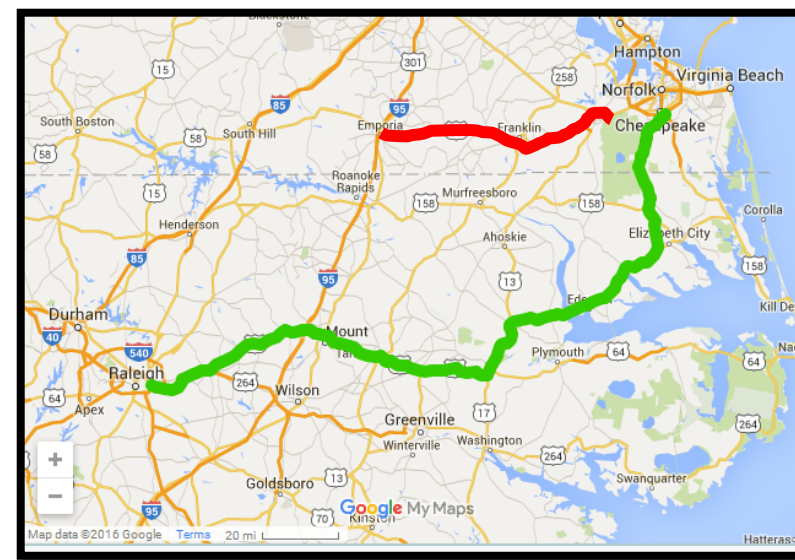 Blackstone
Hampton
15
301
258
Norfolk
Virginia Beach
85
95
South Boston
South Hill
Emporia
Franklin
Chesapeake
58
58
Roanoke
Rapids
15
158
Murfreesboro
158
Corolla
Henderson
Ahoskie
Elizabeth City
85
95
13
158
Kill De
Durham
40
Mount
540
Plymouth
64
64
Raleigh
264
Wilson
64
Apex
17
Greenville
264
Winterville
Washington
264
Goldsboro
13
Swanquarter
+
−
95
70
Kinston
Google My Maps
Map data ©2016 Google Terms 20 mi
Hatteras